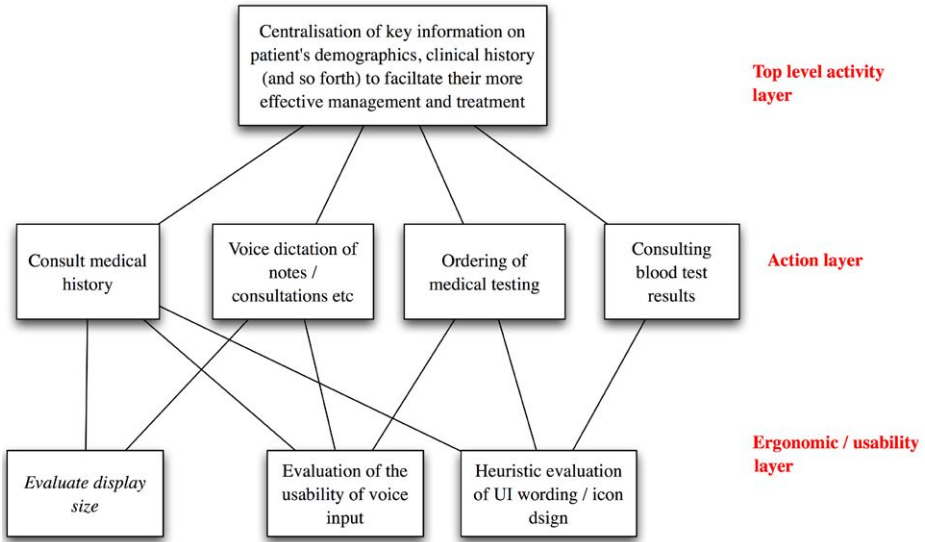 Centralisation of key information on
patient's demographics, clinical history
(and so forth) to faciltate their more
effective management and treatment
Top level activity
layer
Consult medical
history
Voice dictation of
notes /
consultations etc
Ordering of
medical testing
Consulting
blood test
results
Action layer
Evaluate display
size
Evaluation of the
usability of voice
input
Heuristic evaluation
of UI wording / icon
dsign
Ergonomic / usability
layer